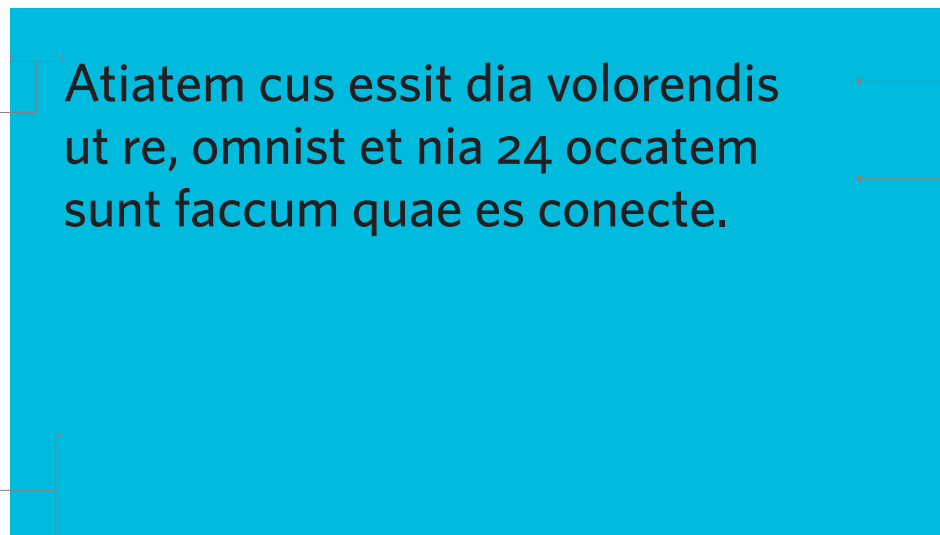 Atiatem cus essit dia volorendis
ut re, omnist et nia 24 occatem
sunt faccum quae es conecte.